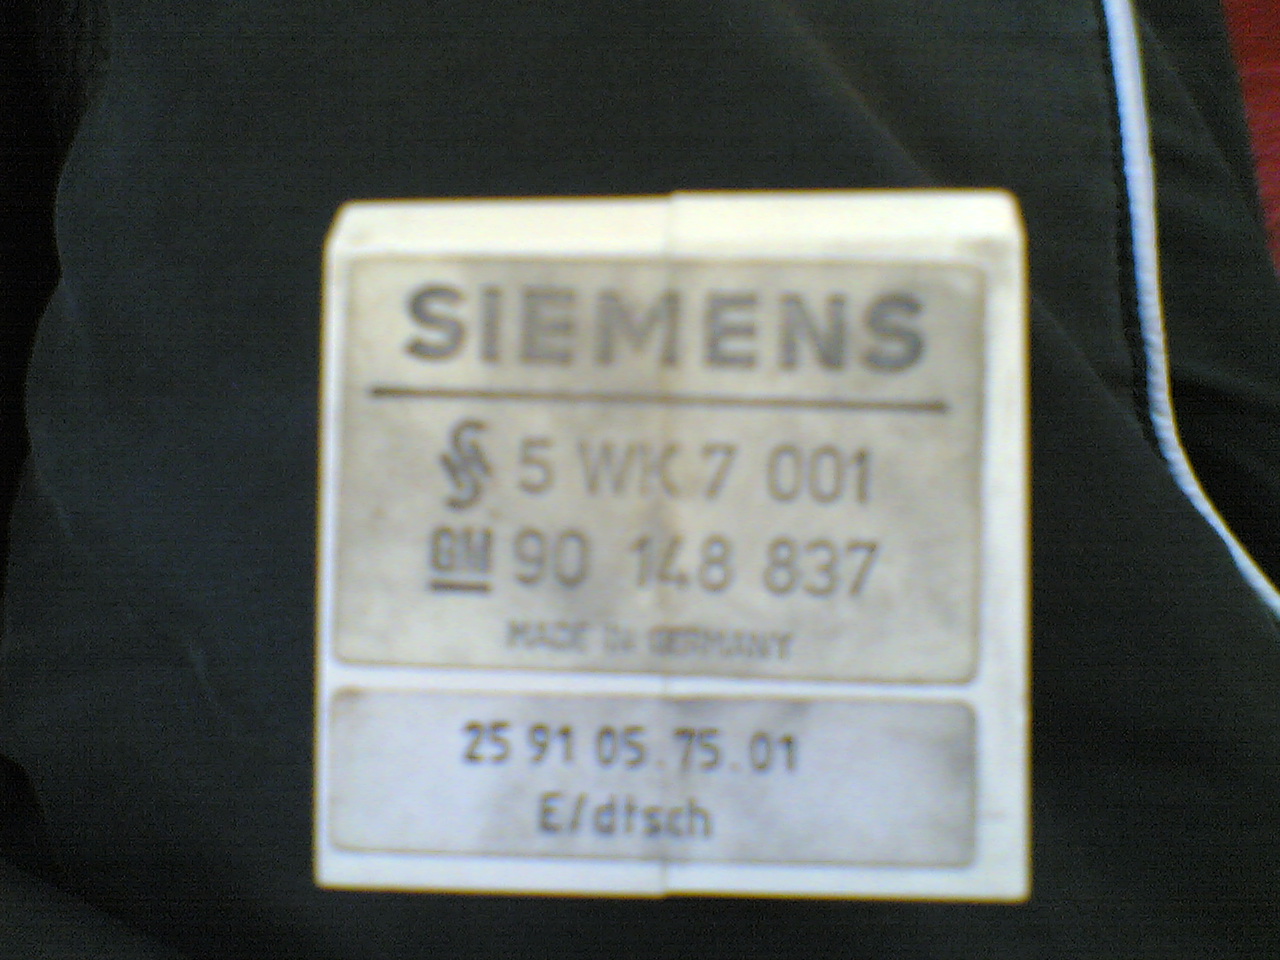 SIEMENS
5 WK 7 001
GM 90 148 837
MADE IN GERMANY
25 91 05.75.01
E/dtsch